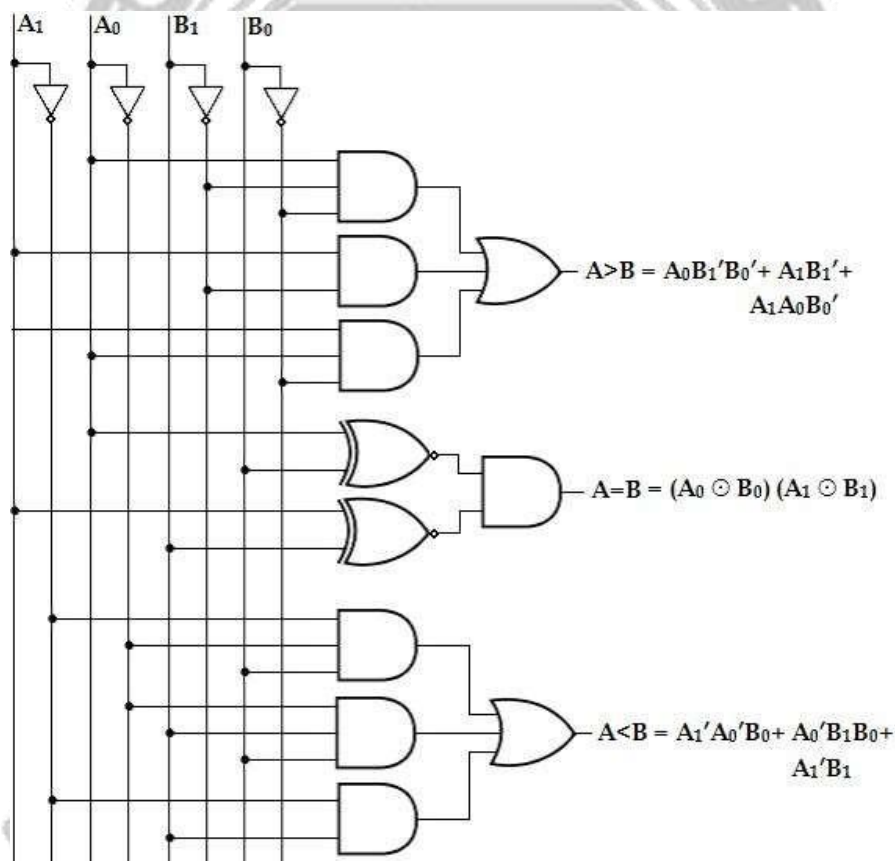 A₁ A₀ B₁ B₀
A>B = A₀B₁′B₀′+ A₁B₁′+
A₁A₀B₀′
A=B = (A₀ ⊙ B₀) (A₁ ⊙ B₁)
A<B = A₁′A₀′B₀+ A₀′B₁B₀+
A₁′B₁